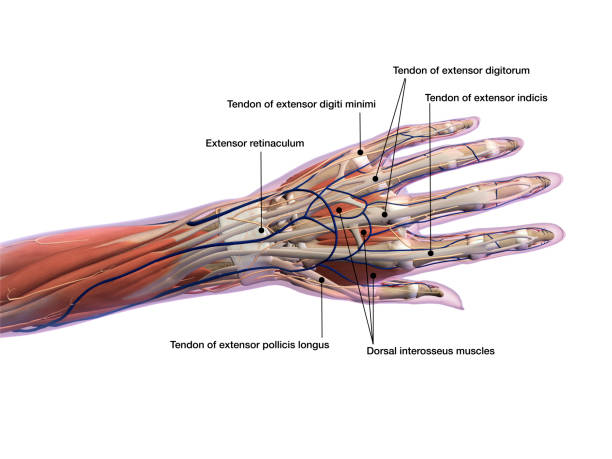 Tendon of extensor digitorum
Tendon of extensor indicis
Tendon of extensor digiti minimi
Extensor retinaculum
Tendon of extensor pollicis longus
Dorsal interosseus muscles